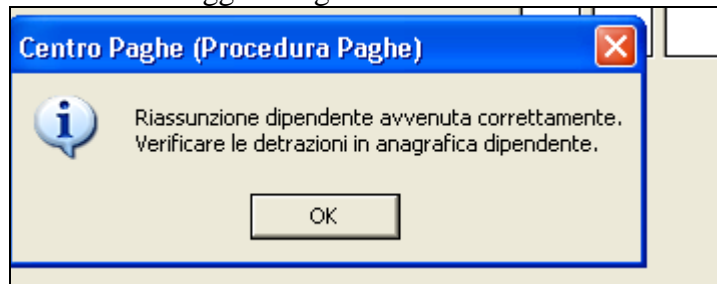 Centro Paghe (Procedura Paghe)
Riassunzione dipendente avvenuta correttamente.
Verificare le detrazioni in anagrafica dipendente.
OK